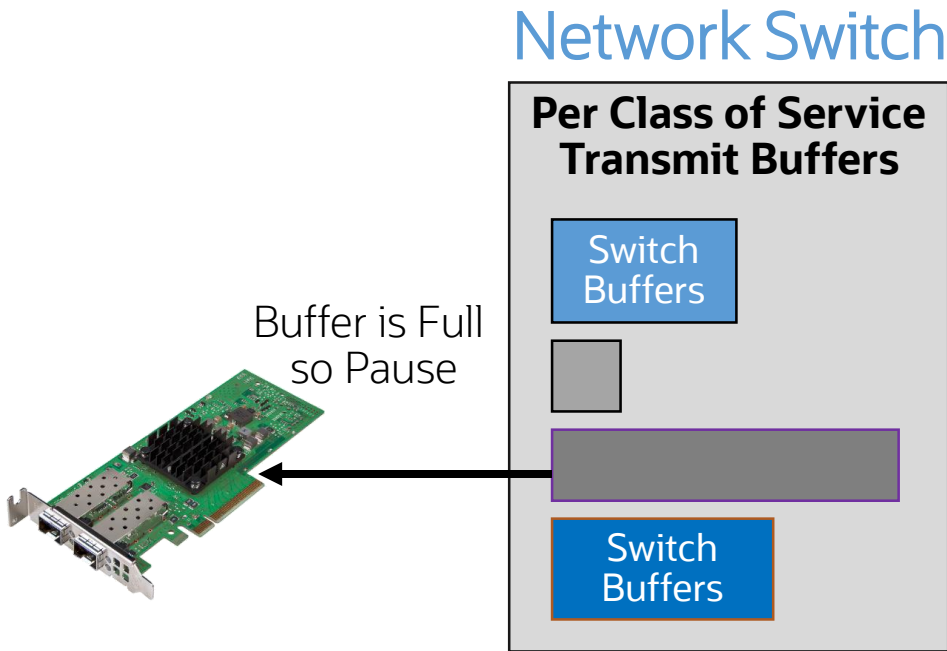 Network Switch
Per Class of Service
Transmit Buffers
Switch
Buffers
Buffer is Full
so Pause
Switch
Buffers